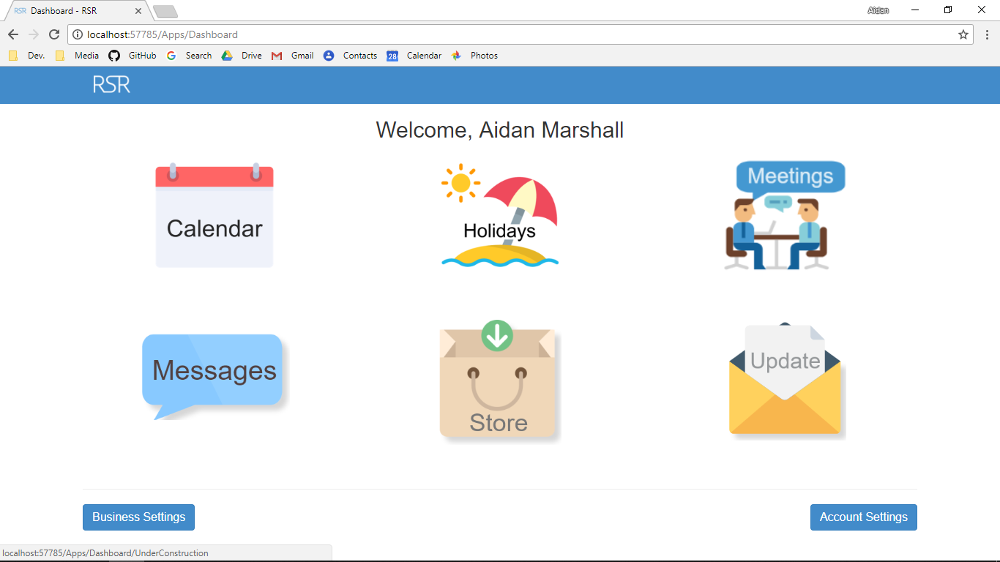 RSR Dashboard - RSR
Aidan
localhost:57785/Apps/Dashboard
Dev. Media GitHub Search Drive Gmail 28 Contacts Calendar Photos
RSR
Welcome, Aidan Marshall
Calendar
Holidays
Meetings
Messages
Store
Update
Business Settings
Account Settings
localhost:57785/Apps/Dashboard/UnderConstruction